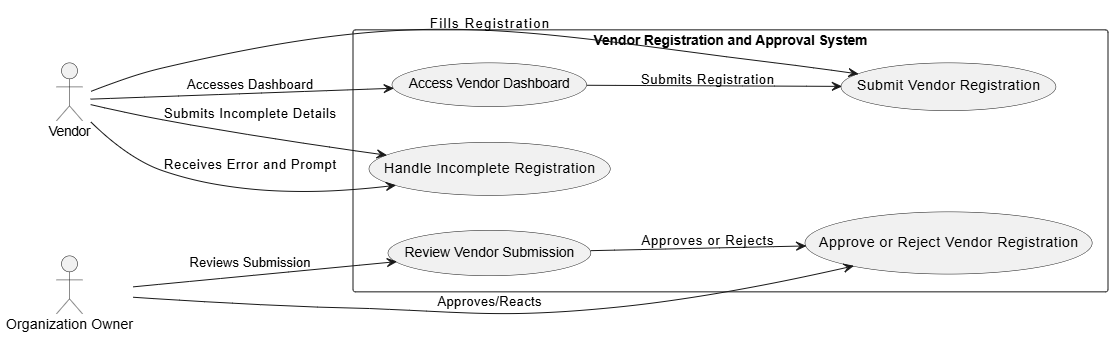 Fills Registration
Vendor Registration and Approval System
Accesses Dashboard
Access Vendor Dashboard
Submits Registration
Submit Vendor Registration
Vendor
Submits Incomplete Details
Receives Error and Prompt
Handle Incomplete Registration
Reviews Submission
Review Vendor Submission
Approves or Rejects
Approve or Reject Vendor Registration
Approves/Reacts
Organization Owner